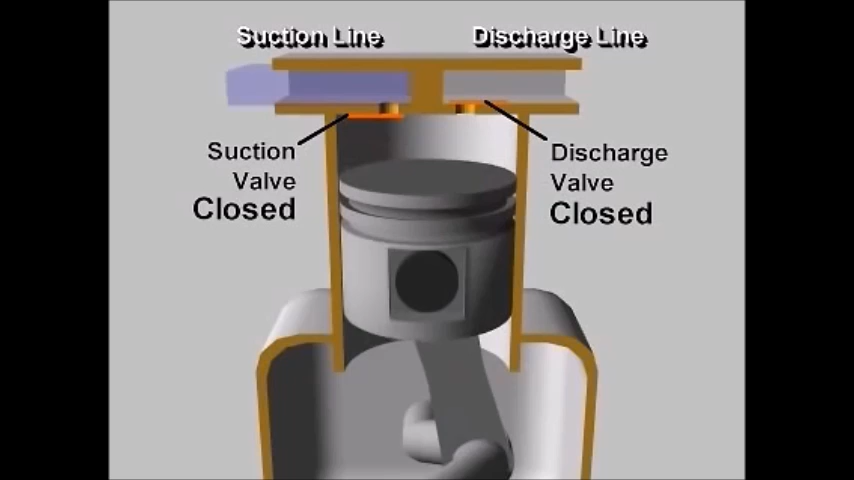 Suction Line
Discharge Line
Suction
Valve
Closed
Discharge
Valve
Closed